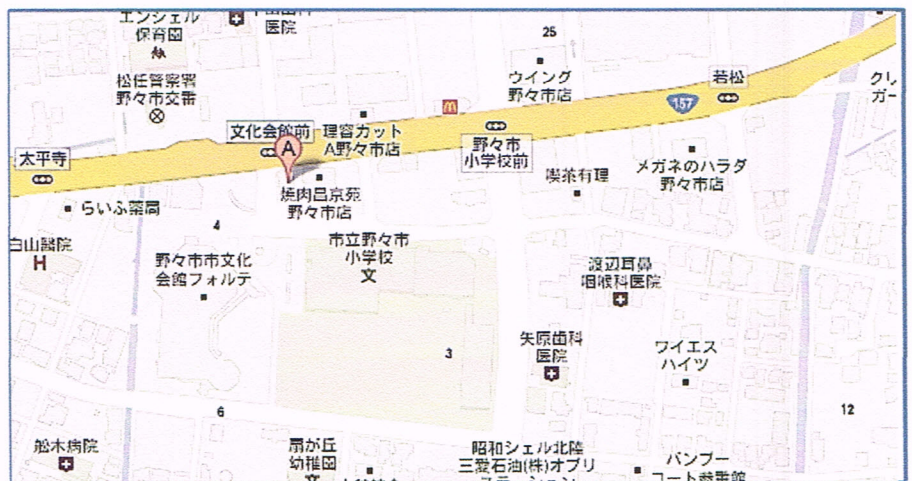 エンジェル
保育園
医院
25
松任警察署
野々市交番
ウイング
野々市店
若松
157
文化会館前
A
理容カット
A野々市店
野々市
小学校前
太平寺
メガネのハラダ
野々市店
焼肉昌京苑
野々市店
喫茶有理
らいふ薬局
4
白山醫院
H
市立野々市
小学校
文
野々市市文化
会館フォルテ
渡辺耳鼻
咽喉科医院
3
矢原歯科
医院
ワイエス
ハイツ
6
12
舩木病院
扇が丘
幼稚園
昭和シェル北陸
三愛石油(株)オブリ
バンブー